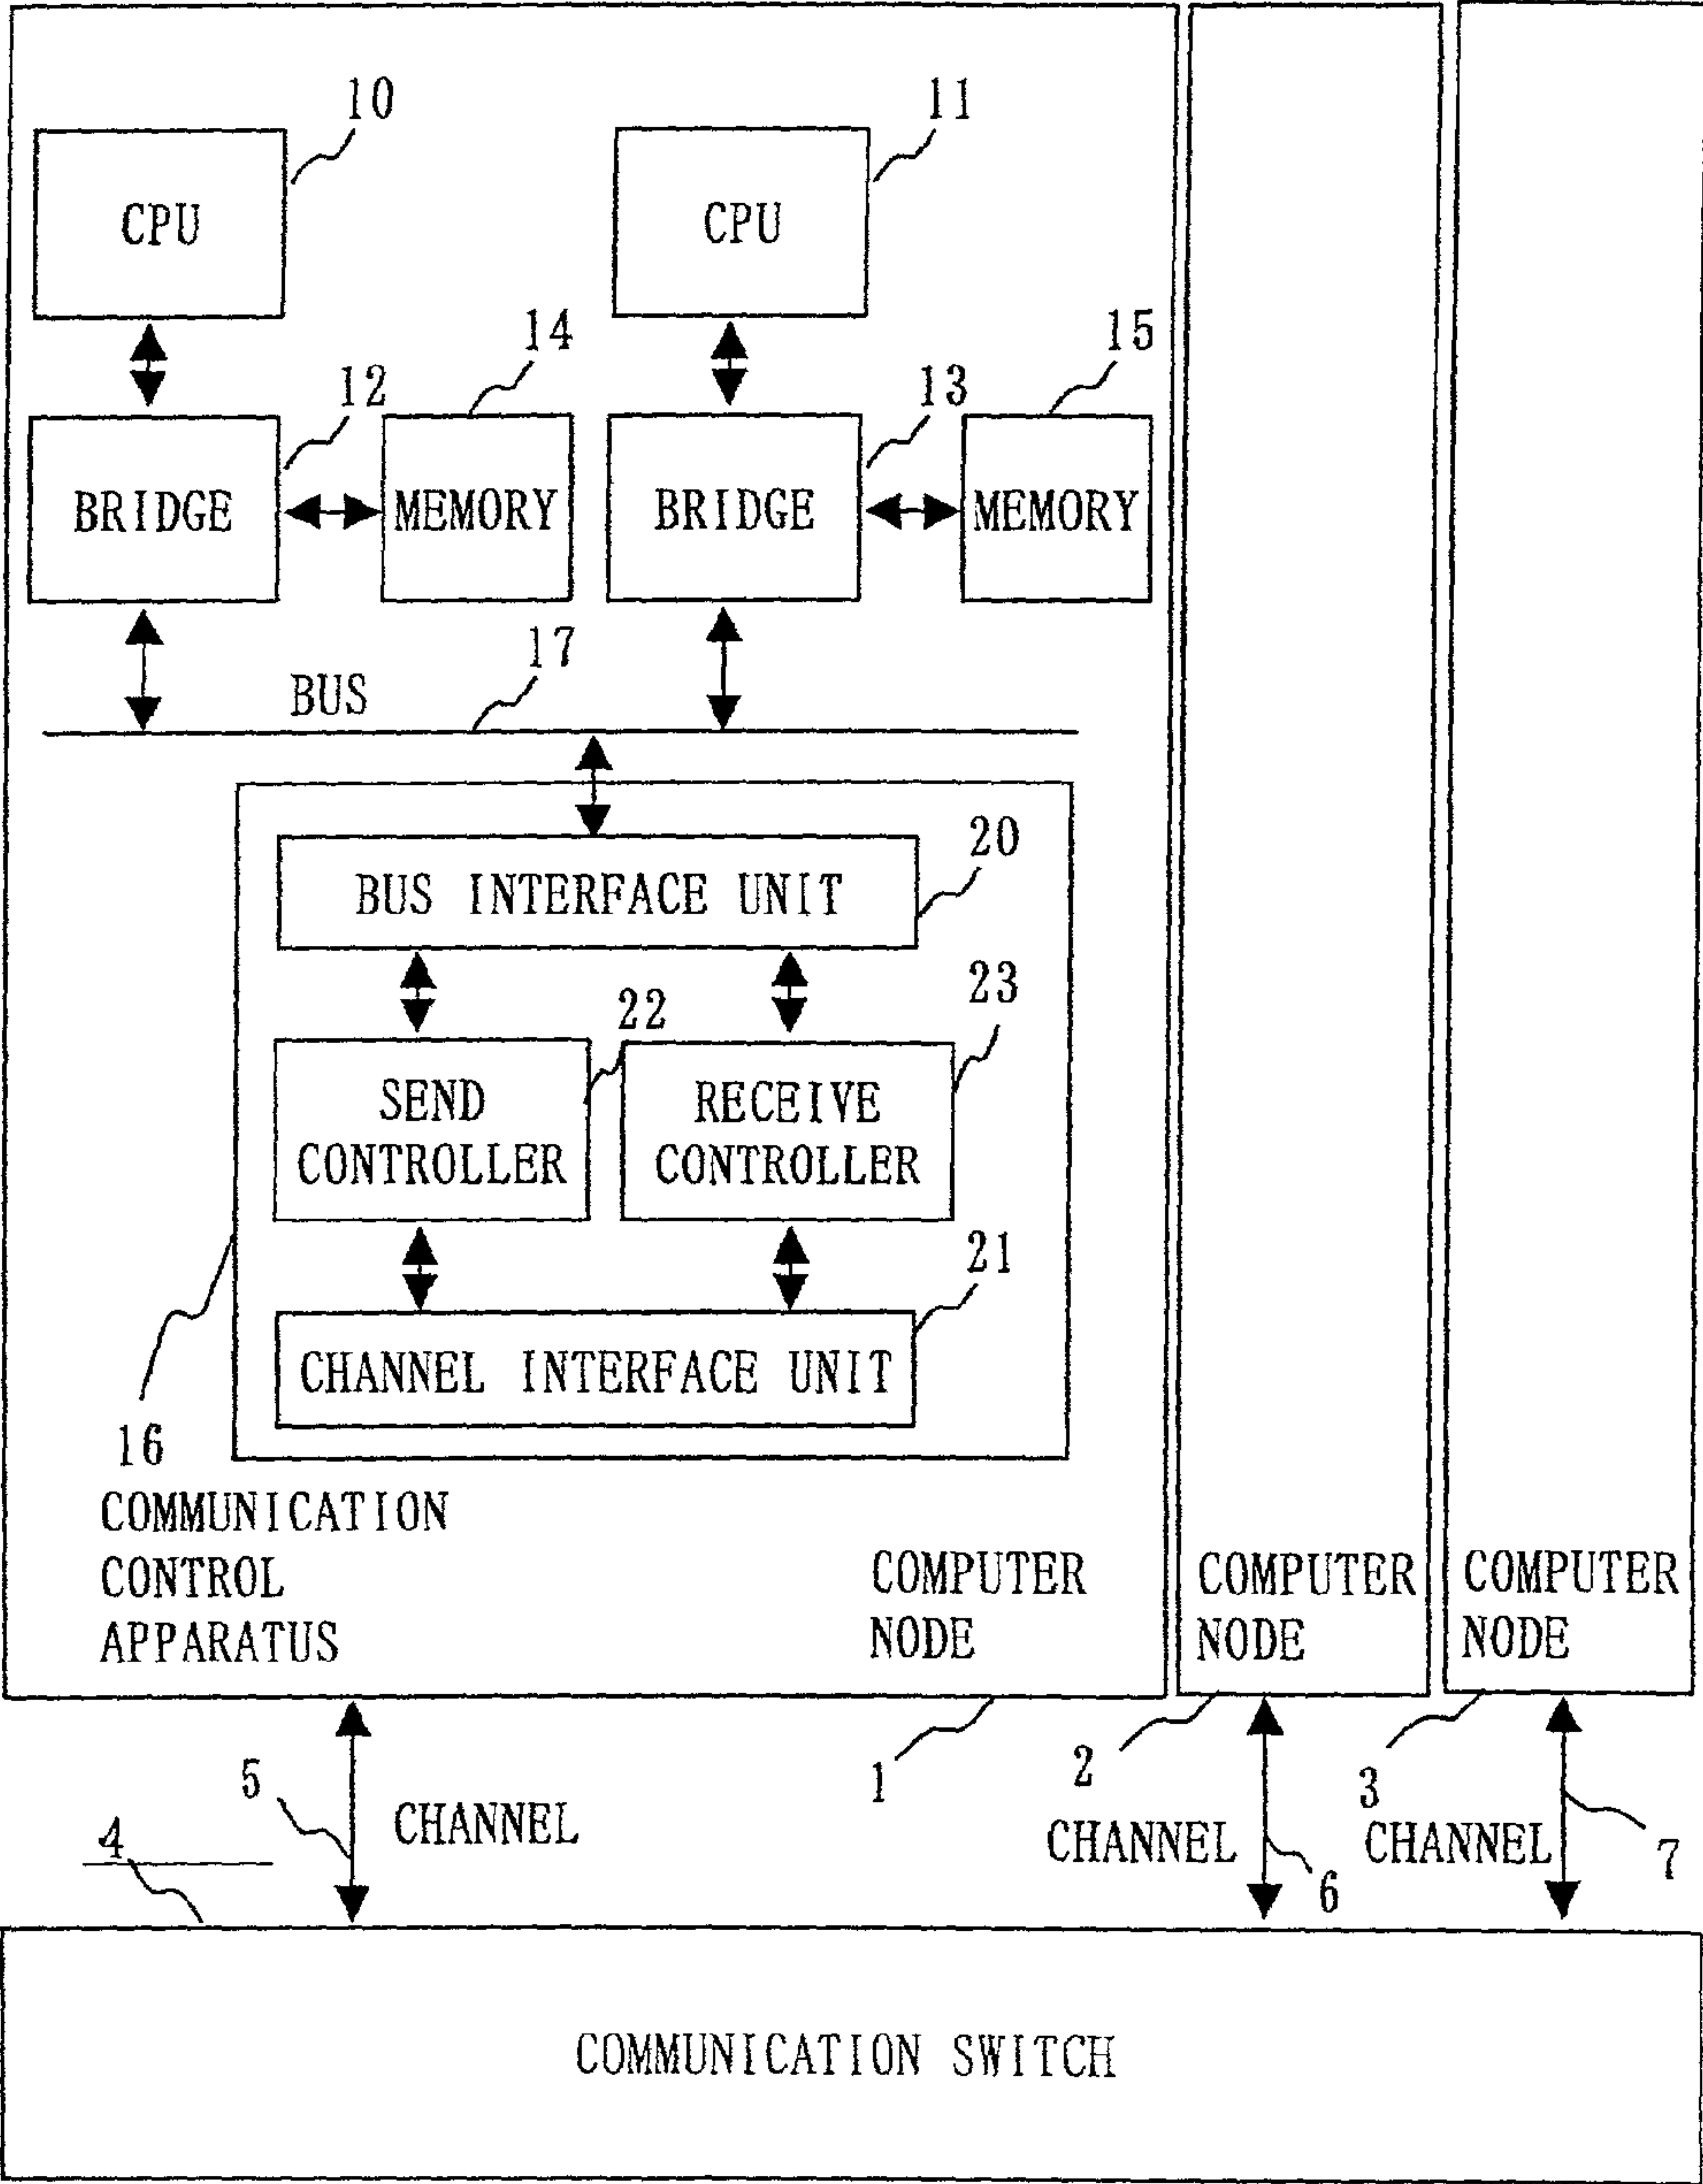 10
11
CPU
CPU
14
15
12
13
BRIDGE
MEMORY
BRIDGE
MEMORY
17
BUS
20
BUS INTERFACE UNIT
22
23
SEND
CONTROLLER
RECEIVE
CONTROLLER
21
CHANNEL INTERFACE UNIT
16
COMMUNICATION
CONTROL
APPARATUS
COMPUTER
NODE
COMPUTER
NODE
COMPUTER
NODE
5
CHANNEL
1
2
CHANNEL
6
3
CHANNEL
7
4
COMMUNICATION SWITCH